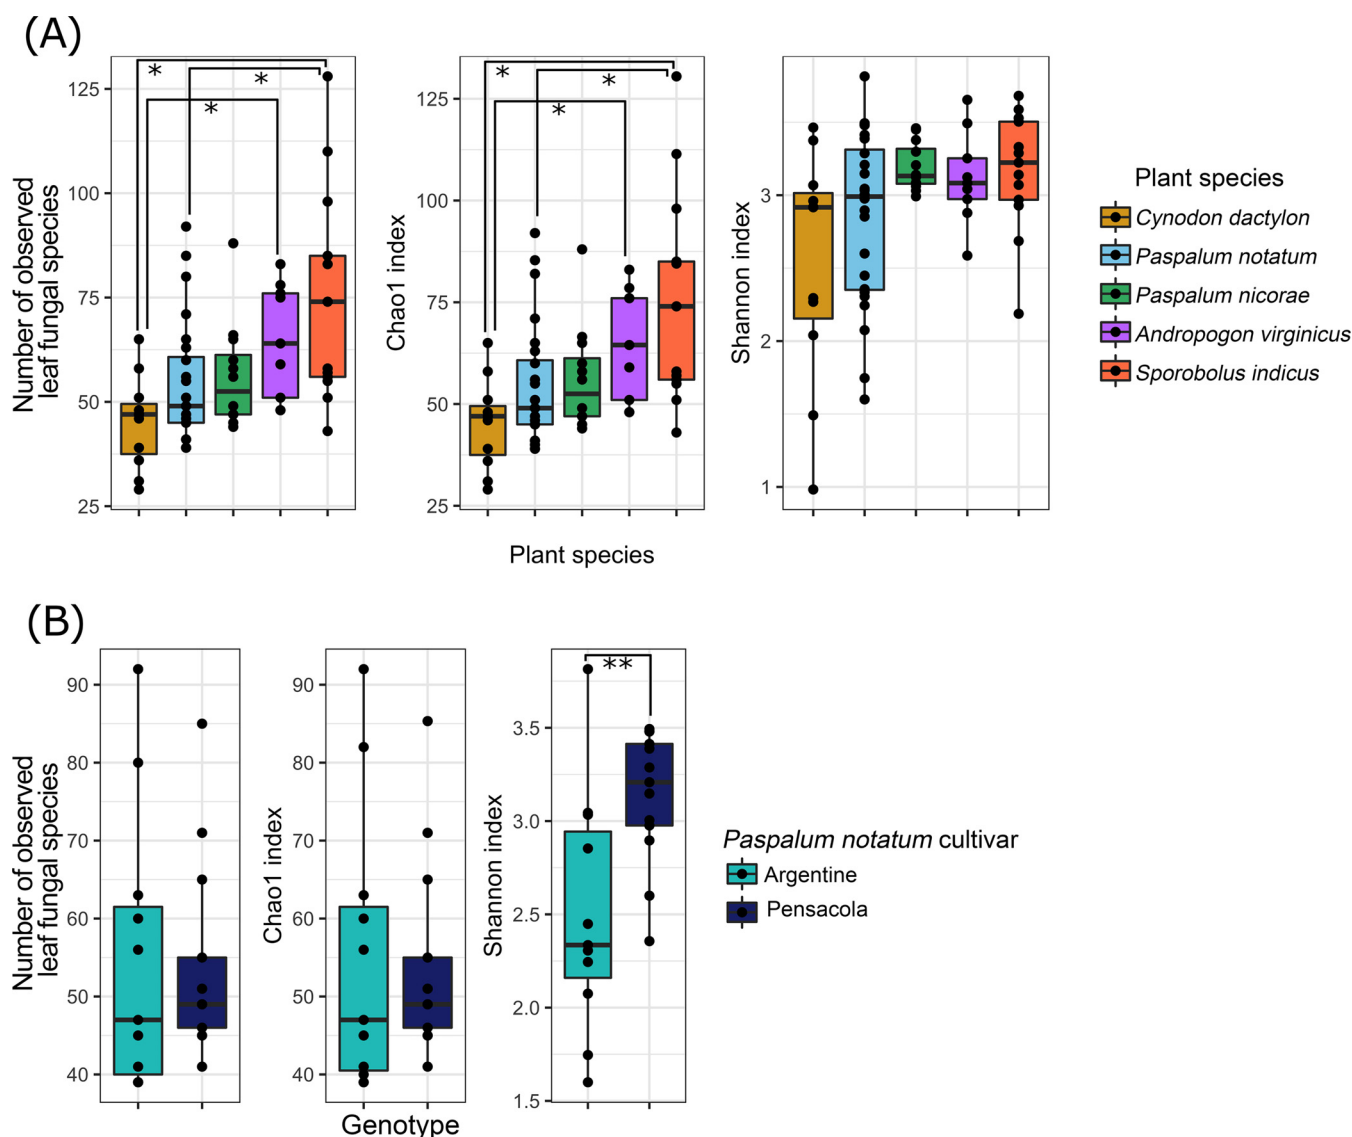 (A)
Number of observed
leaf fungal species
125
100
75
50
25
*
*
*
Chao1 index
125
100
75
50
25
*
*
*
Shannon index
3
2
1
Plant species
Plant species
Cynodon dactylon
Paspalum notatum
Paspalum nicorae
Andropogon virginicus
Sporobolus indicus
(B)
Number of observed
leaf fungal species
90
80
70
60
50
40
Chao1 index
90
80
70
60
50
40
Shannon index
3.5
3.0
2.5
2.0
1.5
**
Genotype
Paspalum notatum cultivar
Argentine
Pensacola